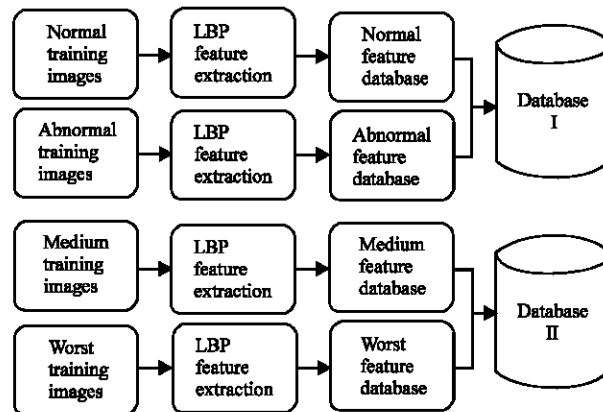 Normal
training
images
LBP
feature
extraction
Normal
feature
database
Abnormal
training
images
LBP
feature
extraction
Abnormal
feature
database
Database
I
Medium
training
images
LBP
feature
extraction
Medium
feature
database
Worst
training
images
LBP
feature
extraction
Worst
feature
database
Database
II